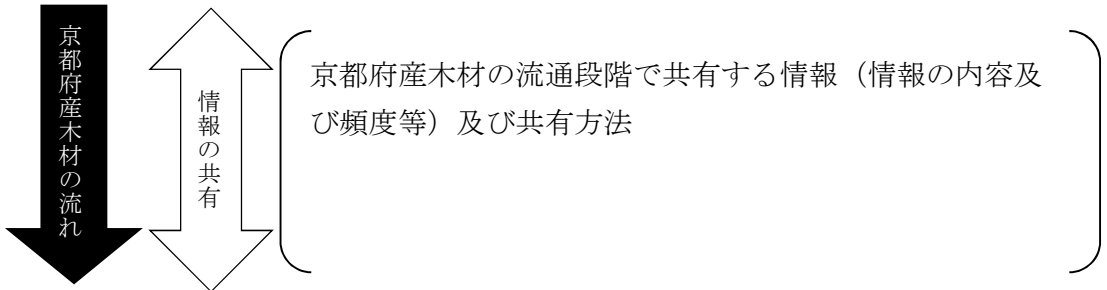 京都府産木材の流れ
情報の共有
京都府産木材の流通段階で共有する情報（情報の内容及
び頻度等）及び共有方法